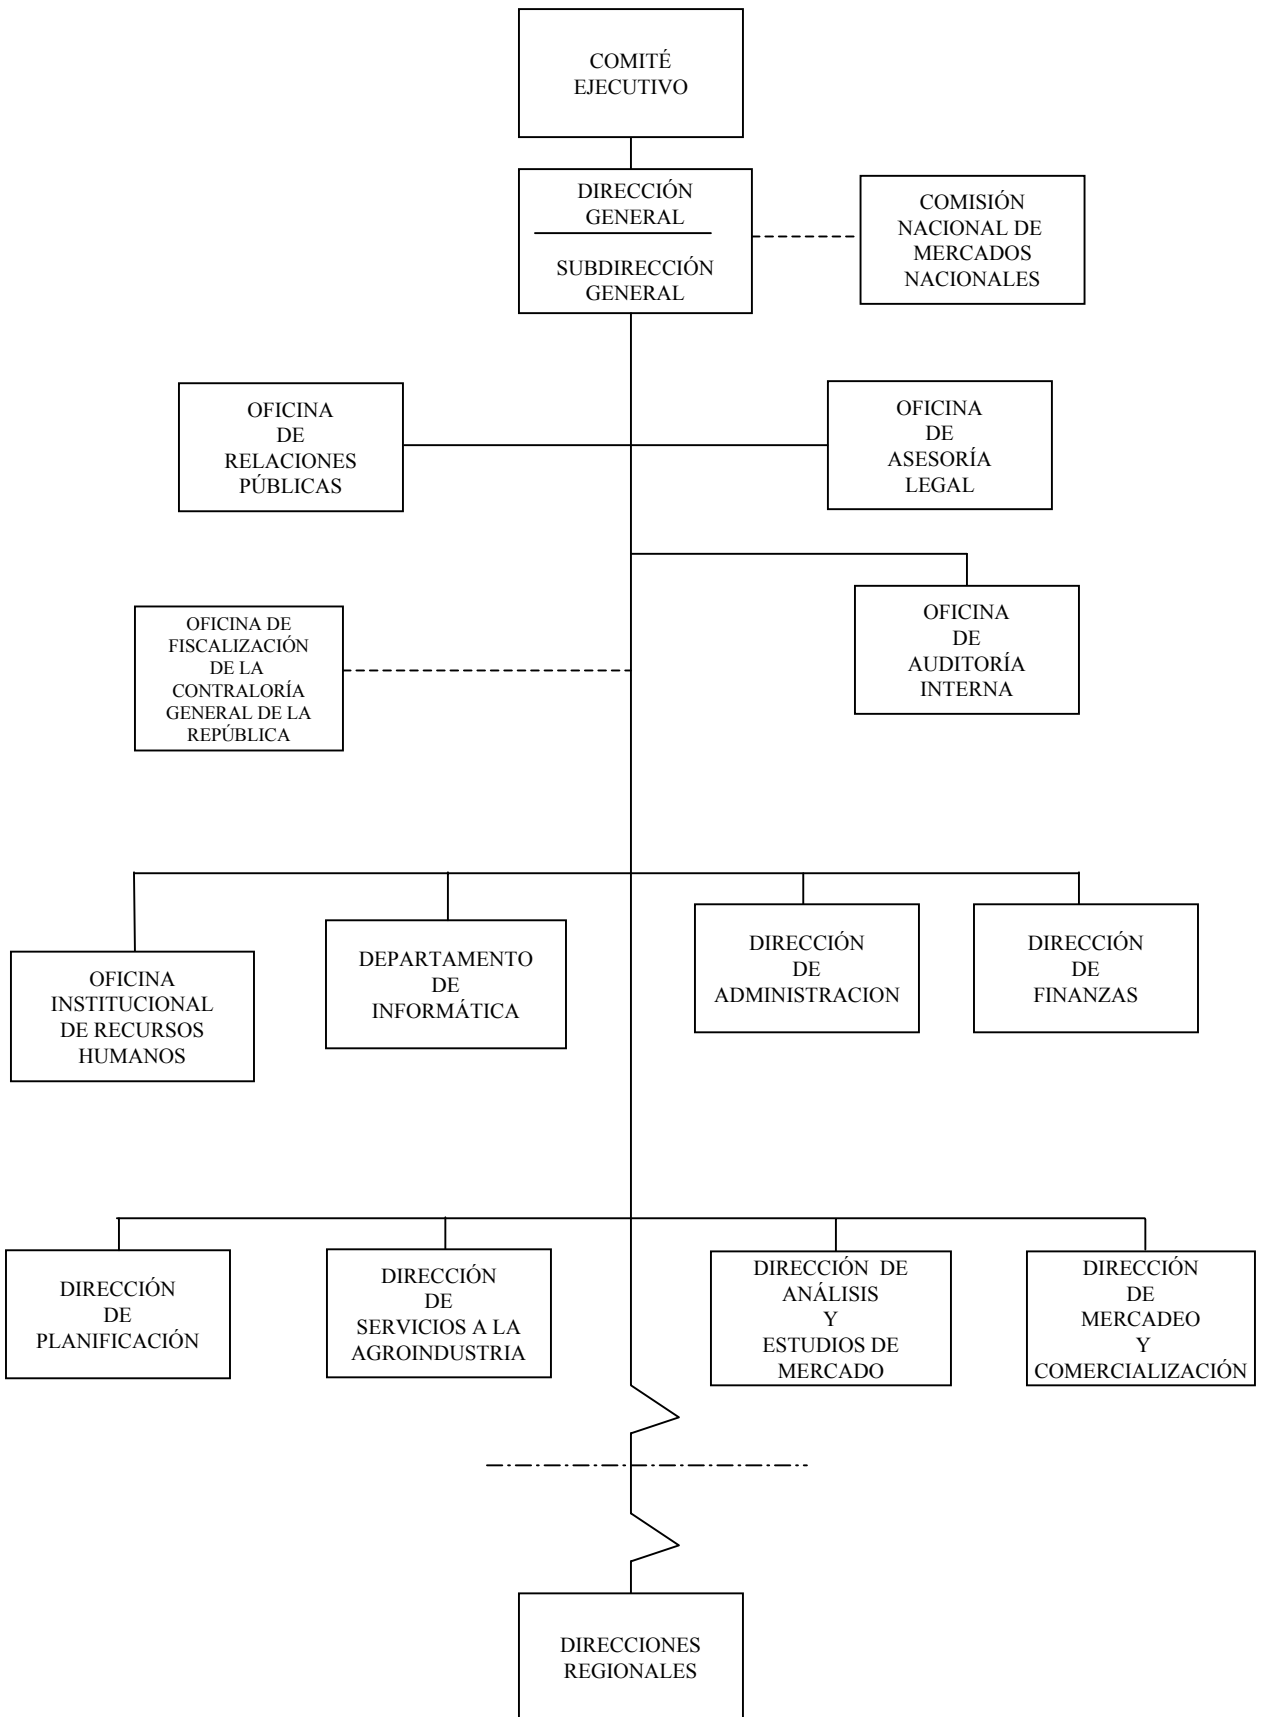 COMITÉ
EJECUTIVO
DIRECCIÓN
GENERAL
SUBDIRECCIÓN
GENERAL
COMISIÓN
NACIONAL DE
MERCADOS
NACIONALES
OFICINA
DE
RELACIONES
PÚBLICAS
OFICINA
DE
ASESORÍA
LEGAL
OFICINA DE
FISCALIZACIÓN
DE LA
CONTRALORÍA
GENERAL DE LA
REPÚBLICA
OFICINA
DE
AUDITORÍA
INTERNA
OFICINA
INSTITUCIONAL
DE RECURSOS
HUMANOS
DEPARTAMENTO
DE
INFORMÁTICA
DIRECCIÓN
DE
ADMINISTRACION
DIRECCIÓN
DE
FINANZAS
DIRECCIÓN
DE
PLANIFICACIÓN
DIRECCIÓN
DE
SERVICIOS A LA
AGROINDUSTRIA
DIRECCIÓN DE
ANÁLISIS
Y
ESTUDIOS DE
MERCADO
DIRECCIÓN
DE
MERCADEO
Y
COMERCIALIZACIÓN
DIRECCIONES
REGIONALES